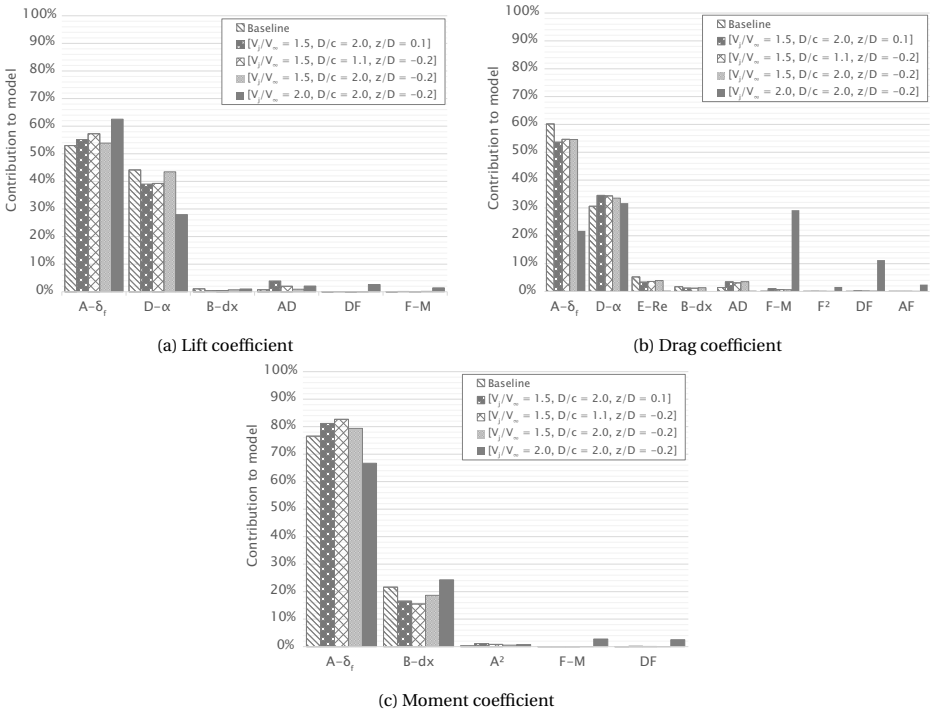 Baseline
[Vⱼ/V∞ = 1.5, D/c = 2.0, z/D = 0.1]
[Vⱼ/V∞ = 1.5, D/c = 1.1, z/D = −0.2]
[Vⱼ/V∞ = 1.5, D/c = 2.0, z/D = −0.2]
[Vⱼ/V∞ = 2.0, D/c = 2.0, z/D = −0.2]
Contribution to model
100%
90%
80%
70%
60%
50%
40%
30%
20%
10%
0%
A−δf D−α B−dx AD DF F−M
(a) Lift coefficient
Baseline
[Vⱼ/V∞ = 1.5, D/c = 2.0, z/D = 0.1]
[Vⱼ/V∞ = 1.5, D/c = 1.1, z/D = −0.2]
[Vⱼ/V∞ = 1.5, D/c = 2.0, z/D = −0.2]
[Vⱼ/V∞ = 2.0, D/c = 2.0, z/D = −0.2]
Contribution to model
100%
90%
80%
70%
60%
50%
40%
30%
20%
10%
0%
A−δf D−α E−Re B−dx AD F−M F² DF AF
(b) Drag coefficient
Baseline
[Vⱼ/V∞ = 1.5, D/c = 2.0, z/D = 0.1]
[Vⱼ/V∞ = 1.5, D/c = 1.1, z/D = −0.2]
[Vⱼ/V∞ = 1.5, D/c = 2.0, z/D = −0.2]
[Vⱼ/V∞ = 2.0, D/c = 2.0, z/D = −0.2]
Contribution to model
100%
90%
80%
70%
60%
50%
40%
30%
20%
10%
0%
A−δf B−dx A² F−M DF
(c) Moment coefficient